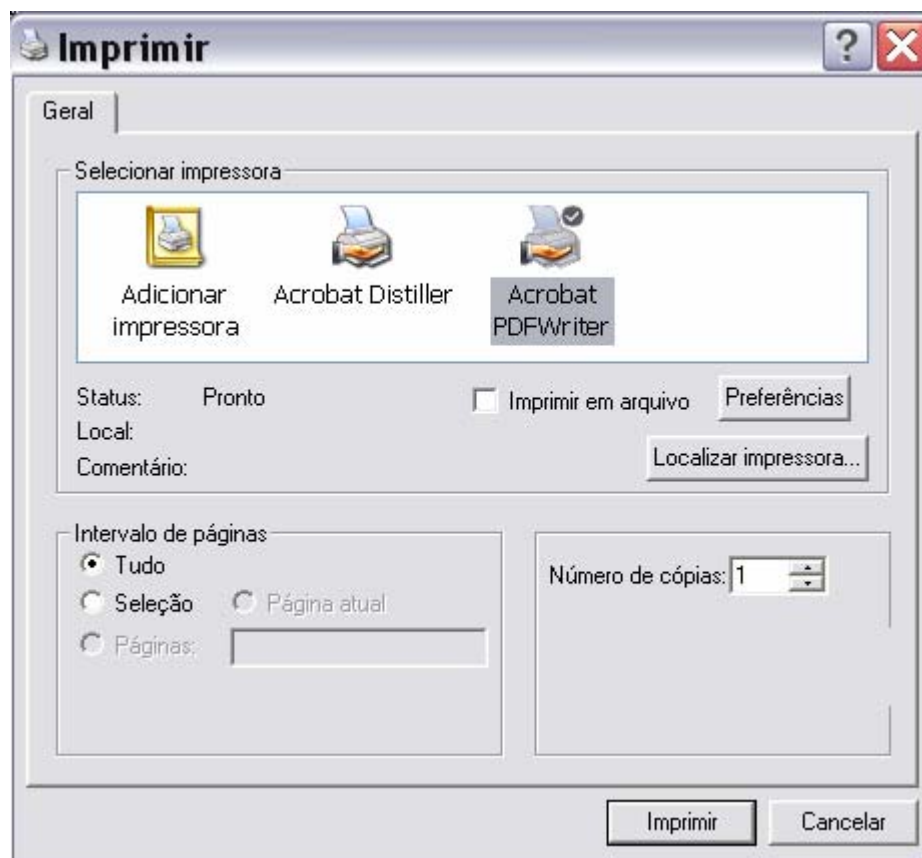 Imprimir
Geral
Selecionar impressora
Adicionar impressora
Acrobat Distiller
Acrobat PDFWriter
Status: Pronto
Local:
Comentário:
Imprimir em arquivo
Preferências
Localizar impressora...
Intervalo de páginas
Tudo
Seleção
Página atual
Páginas:
Número de cópias: 1
Imprimir
Cancelar